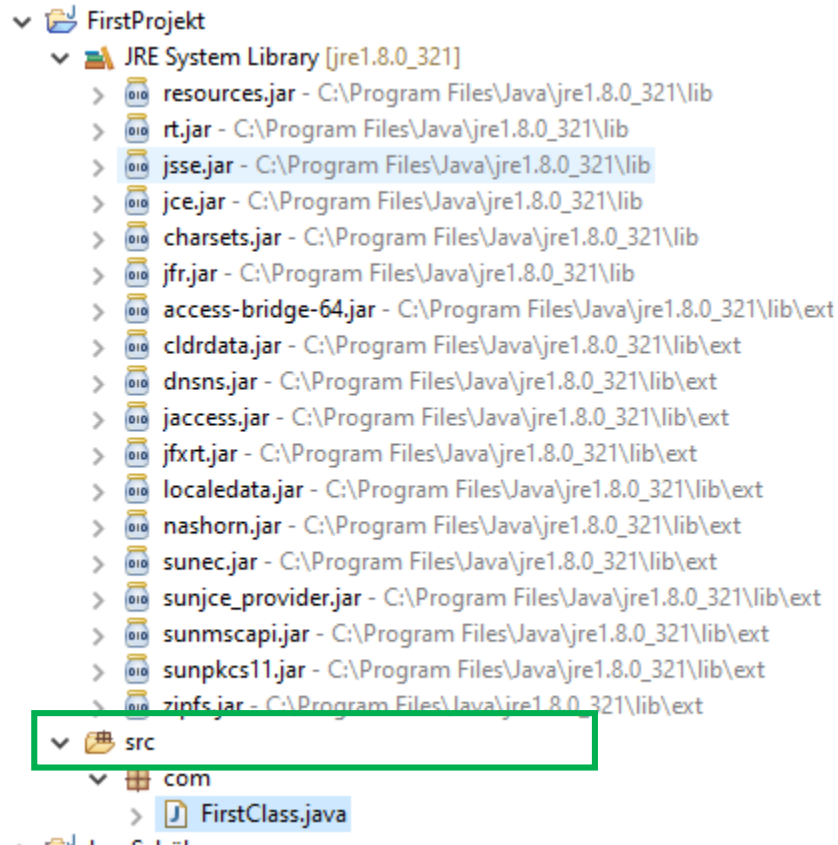 FirstProjekt
JRE System Library [jre1.8.0_321]
resources.jar - C:\Program Files\Java\jre1.8.0_321\lib
rt.jar - C:\Program Files\Java\jre1.8.0_321\lib
jsse.jar - C:\Program Files\Java\jre1.8.0_321\lib
jce.jar - C:\Program Files\Java\jre1.8.0_321\lib
charsets.jar - C:\Program Files\Java\jre1.8.0_321\lib
jfr.jar - C:\Program Files\Java\jre1.8.0_321\lib
access-bridge-64.jar - C:\Program Files\Java\jre1.8.0_321\lib\ext
cldrdata.jar - C:\Program Files\Java\jre1.8.0_321\lib\ext
dnsns.jar - C:\Program Files\Java\jre1.8.0_321\lib\ext
jaccess.jar - C:\Program Files\Java\jre1.8.0_321\lib\ext
jfxrt.jar - C:\Program Files\Java\jre1.8.0_321\lib\ext
localedata.jar - C:\Program Files\Java\jre1.8.0_321\lib\ext
nashorn.jar - C:\Program Files\Java\jre1.8.0_321\lib\ext
sunec.jar - C:\Program Files\Java\jre1.8.0_321\lib\ext
sunjce_provider.jar - C:\Program Files\Java\jre1.8.0_321\lib\ext
sunmscapi.jar - C:\Program Files\Java\jre1.8.0_321\lib\ext
sunpkcs11.jar - C:\Program Files\Java\jre1.8.0_321\lib\ext
zipfs.jar - C:\Program Files\Java\jre1.8.0_321\lib\ext
src
com
FirstClass.java